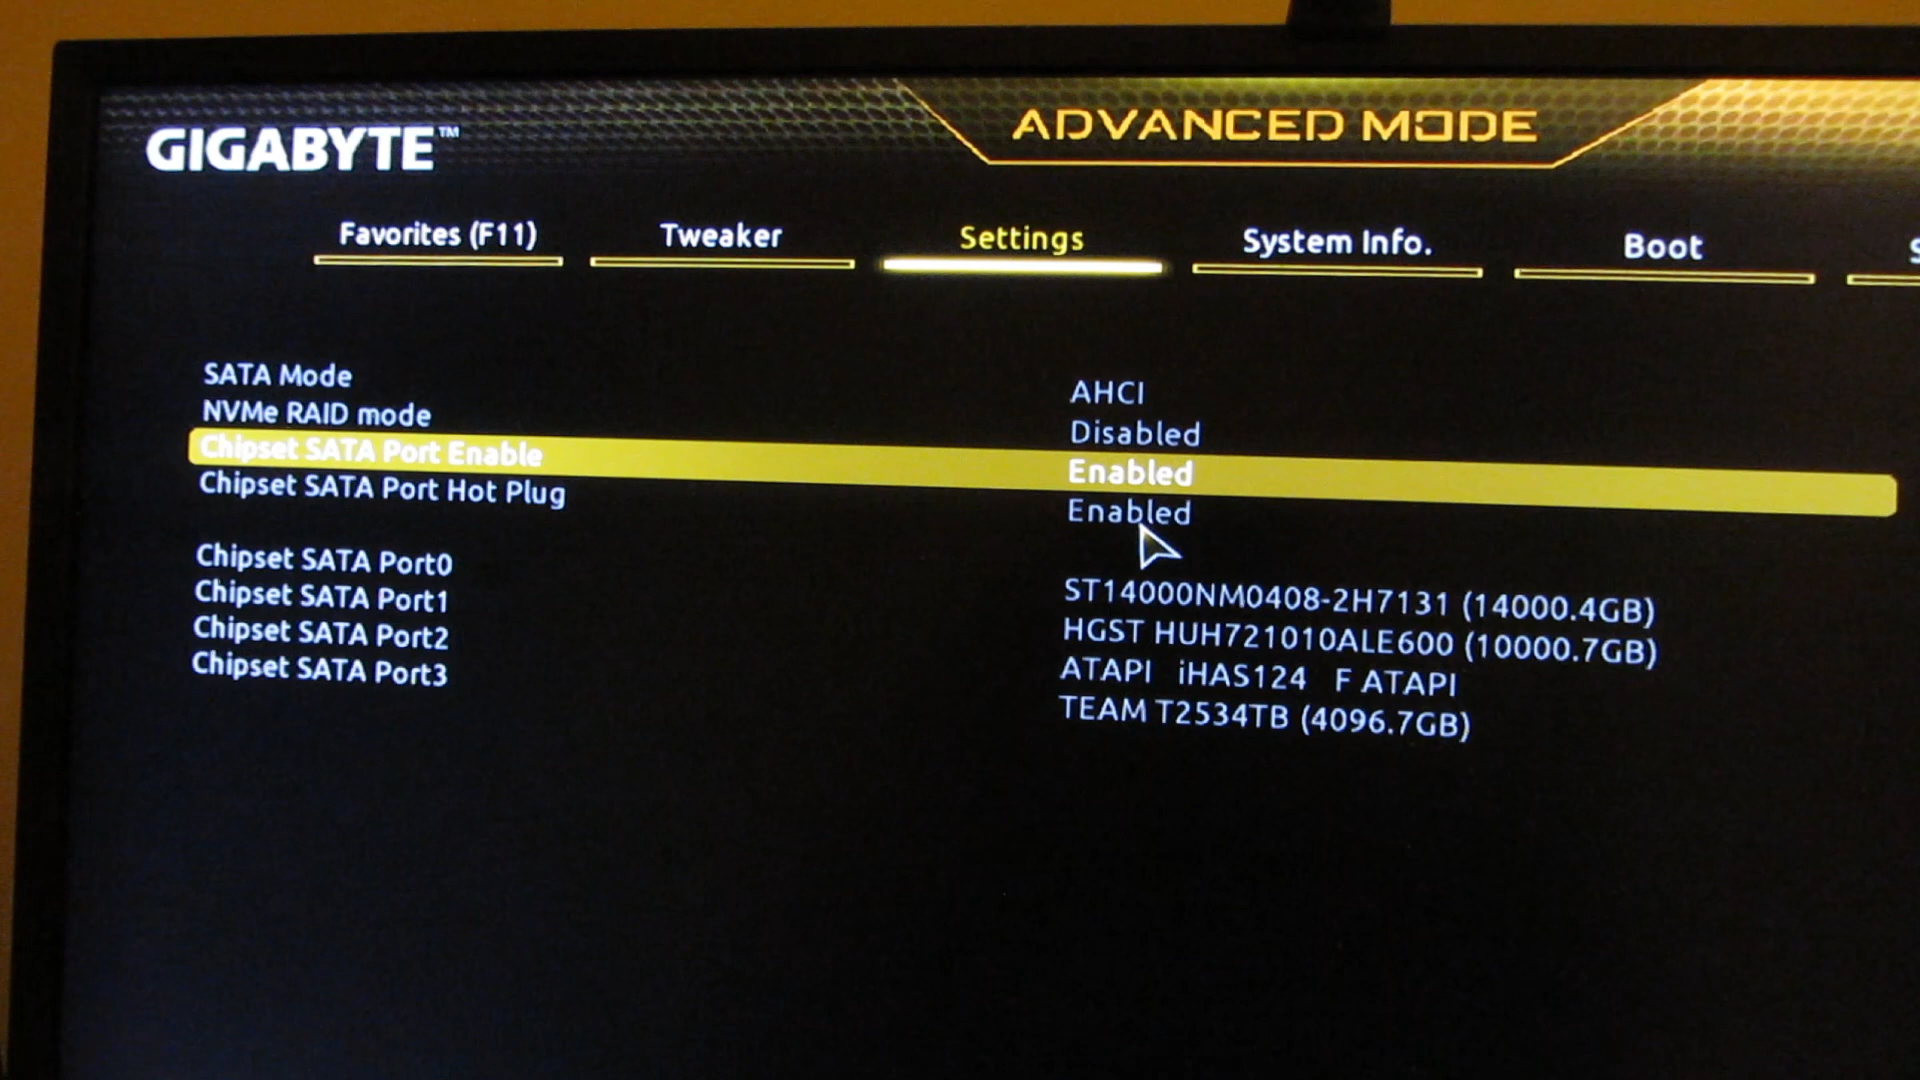 GIGABYTE™
ADVANCED MODE
Favorites (F11) Tweaker Settings System Info. Boot
SATA Mode AHCI
NVMe RAID mode Disabled
Chipset SATA Port Enable Enabled
Chipset SATA Port Hot Plug Enabled
Chipset SATA Port0 ST14000NM0408-2H7131 (14000.4GB)
Chipset SATA Port1 HGST HUH721010ALE600 (10000.7GB)
Chipset SATA Port2 ATAPI iHAS124 F ATAPI
Chipset SATA Port3 TEAM T2534TB (4096.7GB)